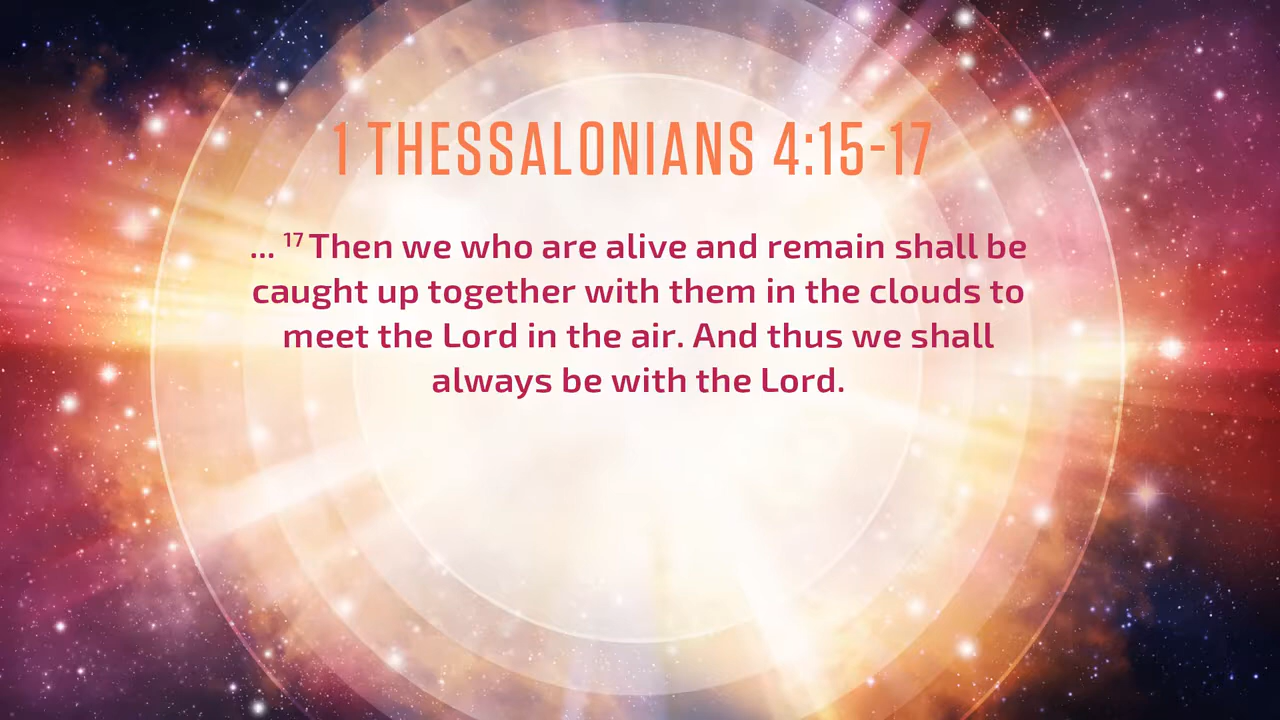 1 THESSALONIANS 4:15-17
... 17 Then we who are alive and remain shall be
caught up together with them in the clouds to
meet the Lord in the air. And thus we shall
always be with the Lord.